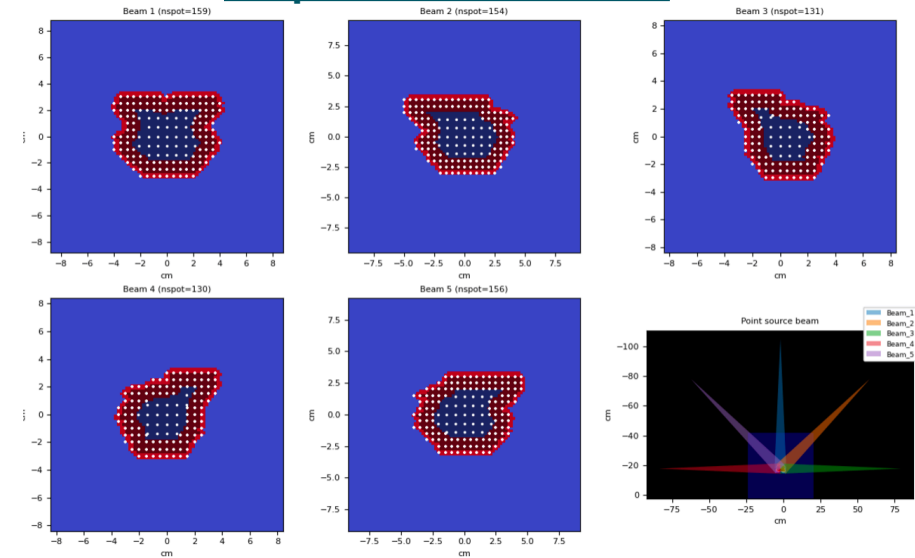 Beam 1 (nspot=159)
8
6
4
2
0
−2
−4
−6
−8
−8 −6 −4 −2 0 2 4 6 8
cm
Beam 2 (nspot=154)
cm
7.5
5.0
2.5
0.0
−2.5
−5.0
−7.5
−7.5 −5.0 −2.5 0.0 2.5 5.0 7.5
cm
Beam 3 (nspot=131)
cm
8
6
4
2
0
−2
−4
−6
−8
−8 −6 −4 −2 0 2 4 6 8
cm
Beam 4 (nspot=130)
8
6
4
2
0
−2
−4
−6
−8
−8 −6 −4 −2 0 2 4 6 8
cm
Beam 5 (nspot=156)
cm
7.5
5.0
2.5
0.0
−2.5
−5.0
−7.5
−7.5 −5.0 −2.5 0.0 2.5 5.0 7.5
cm
Point source beam
Beam_1
Beam_2
Beam_3
Beam_4
Beam_5
cm
−100
−80
−60
−40
−20
0
−75 −50 −25 0 25 50 75
cm